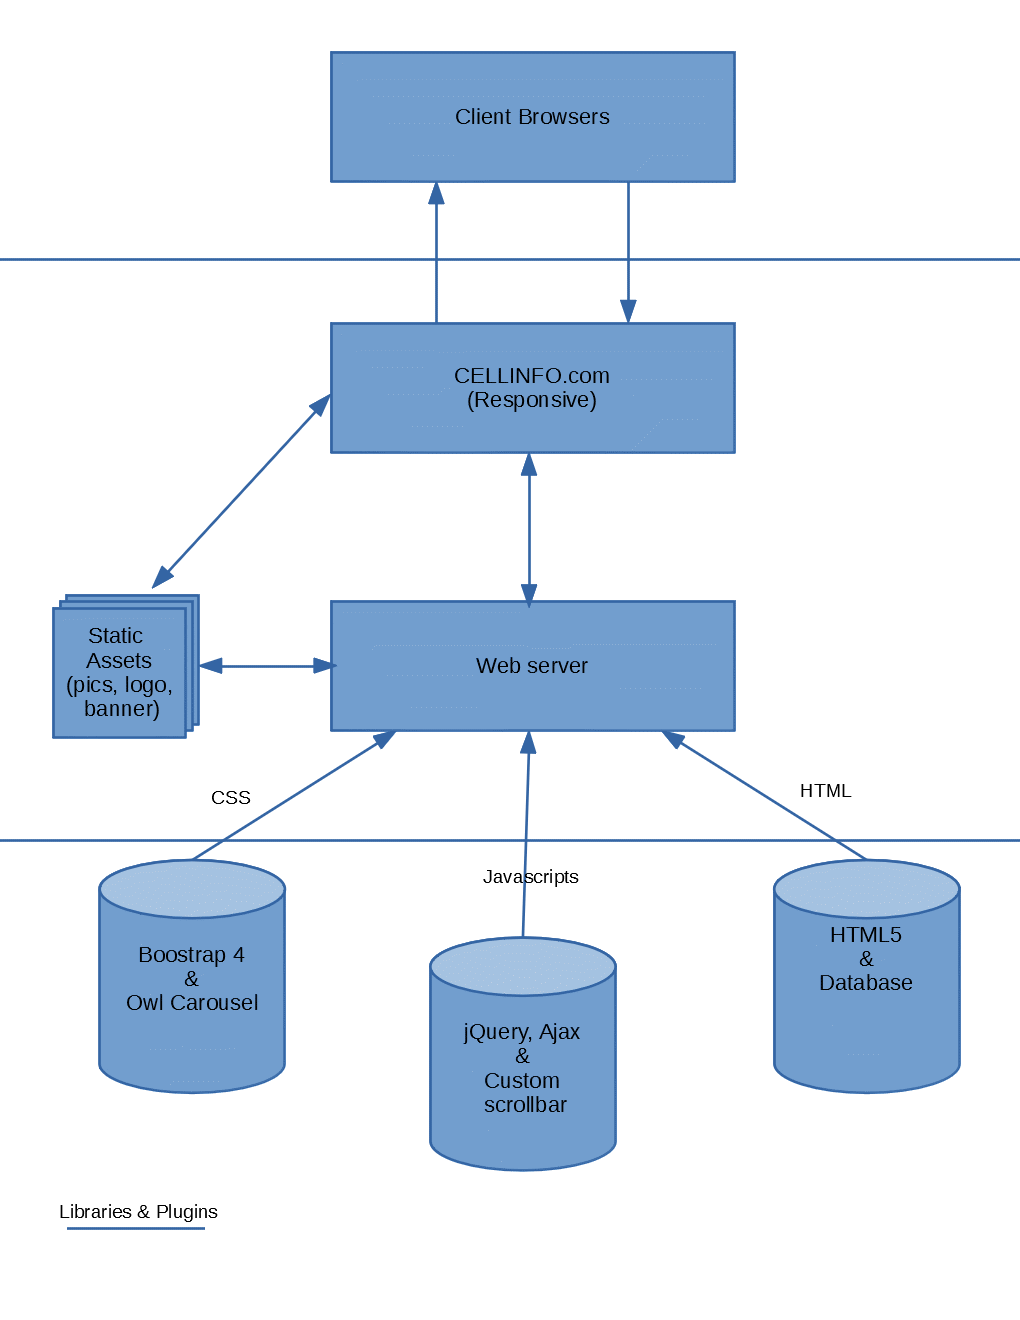 Client Browsers
CELLINFO.com
(Responsive)
Static
Assets
(pics, logo,
banner)
Web server
CSS
HTML
Javascripts
Boostrap 4
&
Owl Carousel
jQuery, Ajax
&
Custom
scrollbar
HTML5
&
Database
Libraries & Plugins